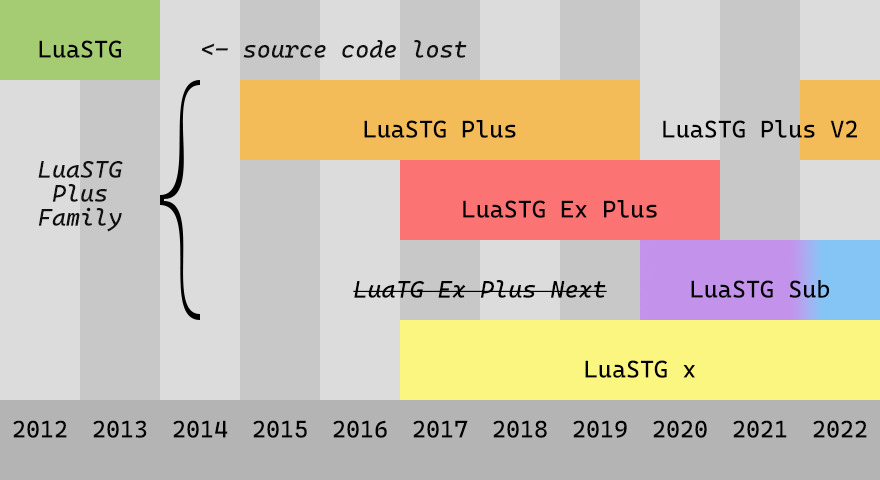 LuaSTG <- source code lost
LuaSTG Plus LuaSTG Plus V2
LuaSTG
Plus
Family
LuaSTG Ex Plus
LuaTG Ex Plus Next LuaSTG Sub
LuaSTG x
2012 2013 2014 2015 2016 2017 2018 2019 2020 2021 2022